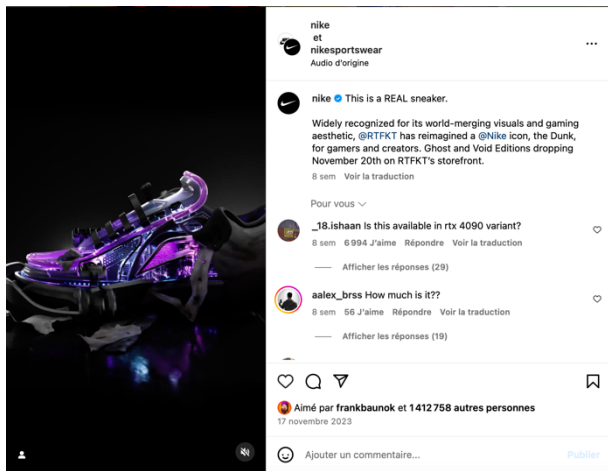 nike
et
nikesportswear
Audio d'origine
nike This is a REAL sneaker.
Widely recognized for its world-merging visuals and gaming
aesthetic, @RTFKT has reimagined a @Nike icon, the Dunk,
for gamers and creators. Ghost and Void Editions dropping
November 20th on RTFKT's storefront.
8 sem Voir la traduction
Pour vous
_18.ishaan Is this available in rtx 4090 variant?
8 sem 6 994 J'aime Répondre Voir la traduction
Afficher les réponses (29)
aalex_brss How much is it??
8 sem 56 J'aime Répondre Voir la traduction
Afficher les réponses (19)
Aimé par frankbaunok et 1 412 758 autres personnes
17 novembre 2023
Ajouter un commentaire...
Publier